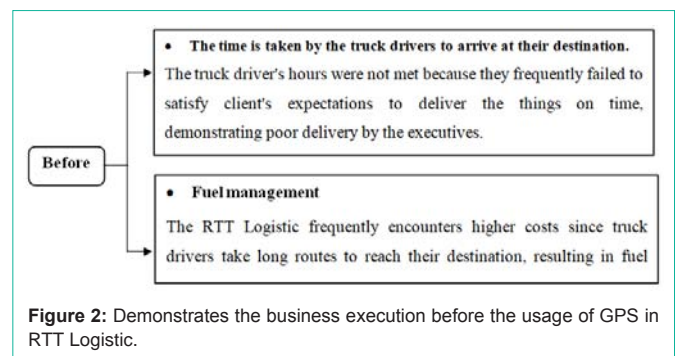 • The time is taken by the truck drivers to arrive at their destination.
The truck driver's hours were not met because they frequently failed to
satisfy client's expectations to deliver the things on time,
demonstrating poor delivery by the executives.
Before
• Fuel management
The RTT Logistic frequently encounters higher costs since truck
drivers take long routes to reach their destination, resulting in fuel
Figure 2: Demonstrates the business execution before the usage of GPS in
RTT Logistic.